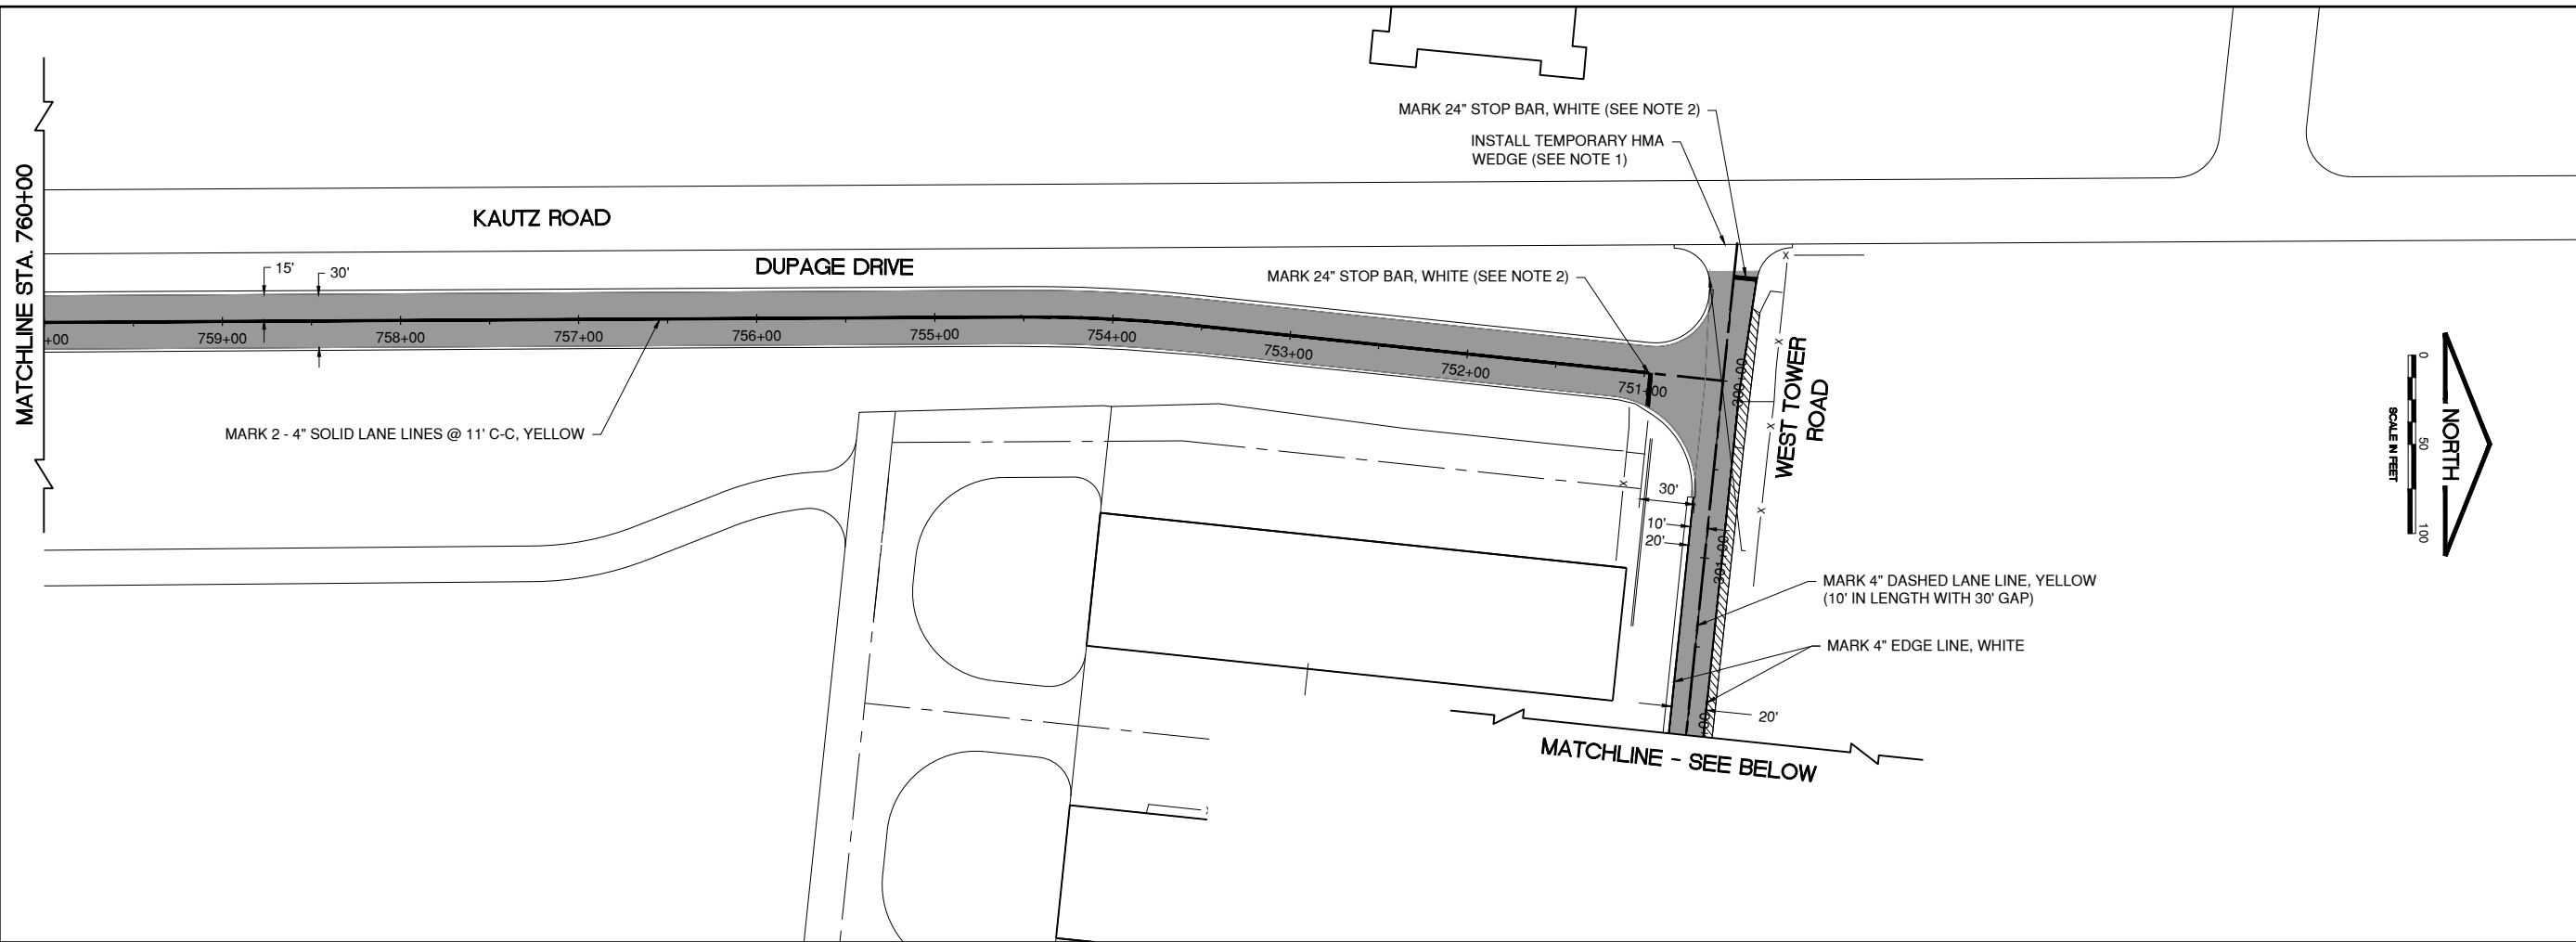 MARK 24" STOP BAR, WHITE (SEE NOTE 2)
INSTALL TEMPORARY HMA
WEDGE (SEE NOTE 1)
MATCHLINE STA. 760+00
KAUTZ ROAD
DUPAGE DRIVE
15'
30'
MARK 24" STOP BAR, WHITE (SEE NOTE 2)
+00
759+00
758+00
757+00
756+00
755+00
754+00
753+00
752+00
751+00
300+00
WEST TOWER
ROAD
NORTH
0
50
100
SCALE IN FEET
MARK 2 - 4" SOLID LANE LINES @ 11' C-C, YELLOW
30'
10'
20'
301+00
MARK 4" DASHED LANE LINE, YELLOW
(10' IN LENGTH WITH 30' GAP)
MARK 4" EDGE LINE, WHITE
20'
MATCHLINE - SEE BELOW